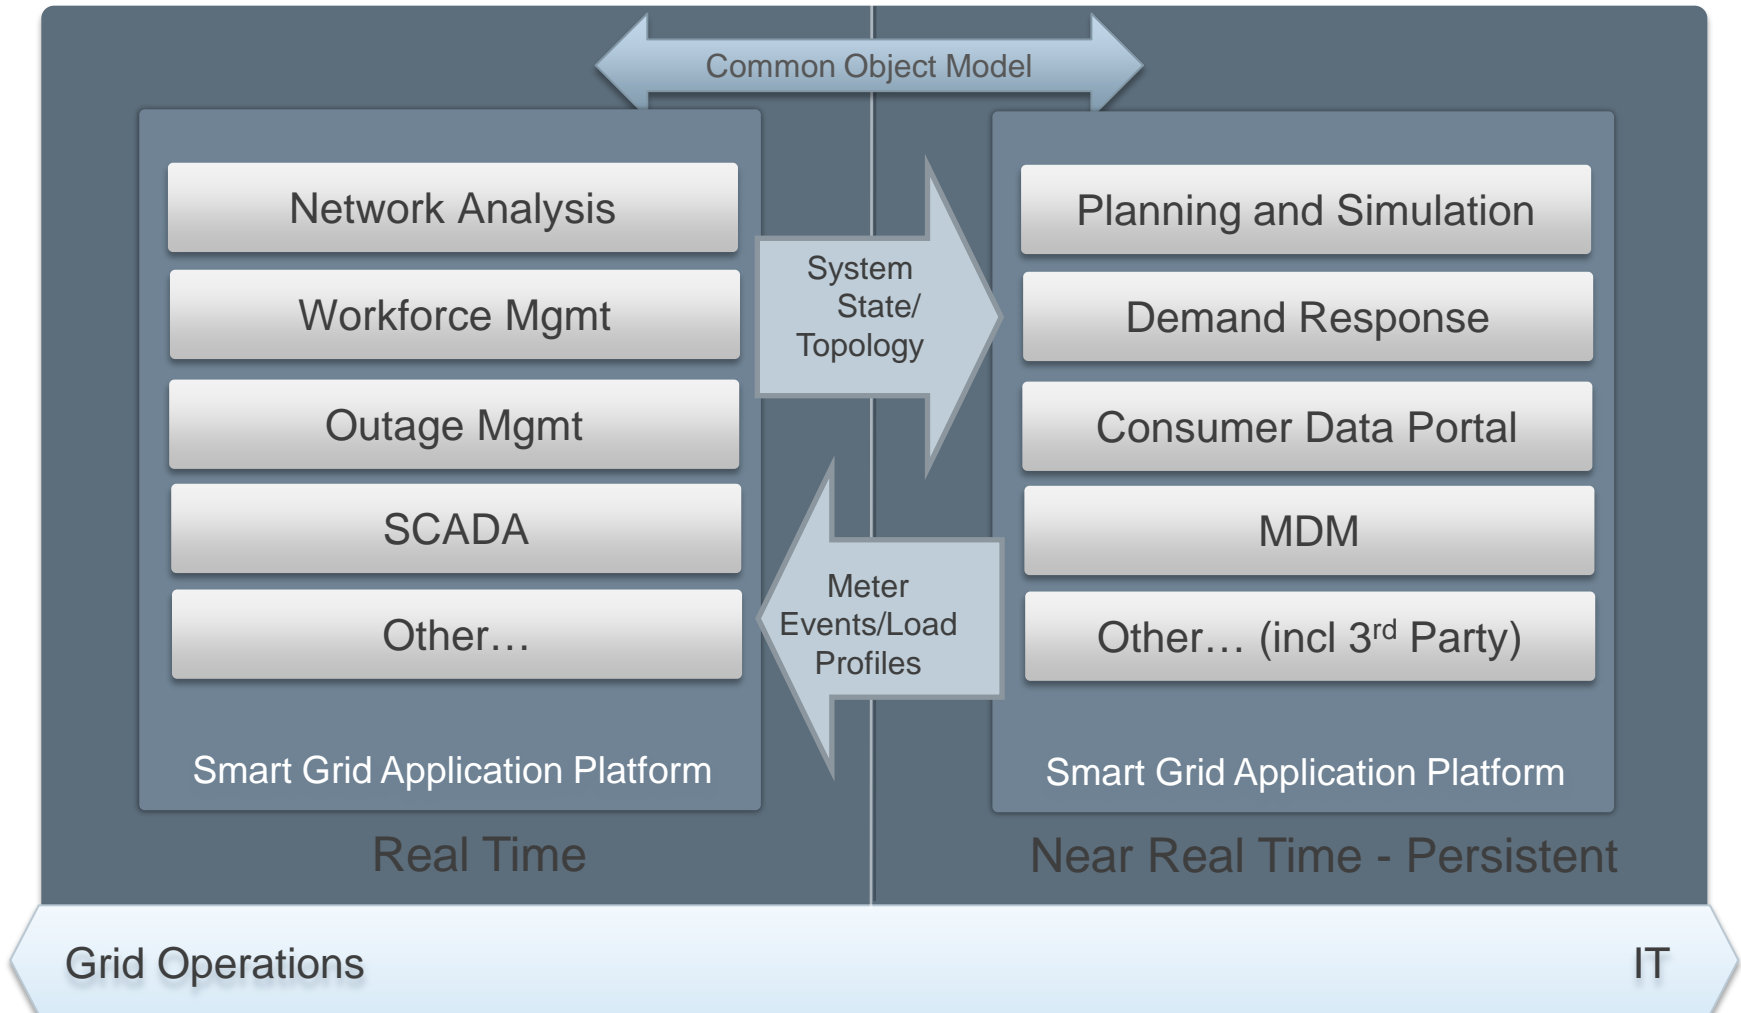 Common Object Model
Network Analysis
Workforce Mgmt
Outage Mgmt
SCADA
Other…
Smart Grid Application Platform
Real Time
System
State/
Topology
Meter
Events/Load
Profiles
Planning and Simulation
Demand Response
Consumer Data Portal
MDM
Other… (incl 3rd Party)
Smart Grid Application Platform
Near Real Time - Persistent
Grid Operations
IT